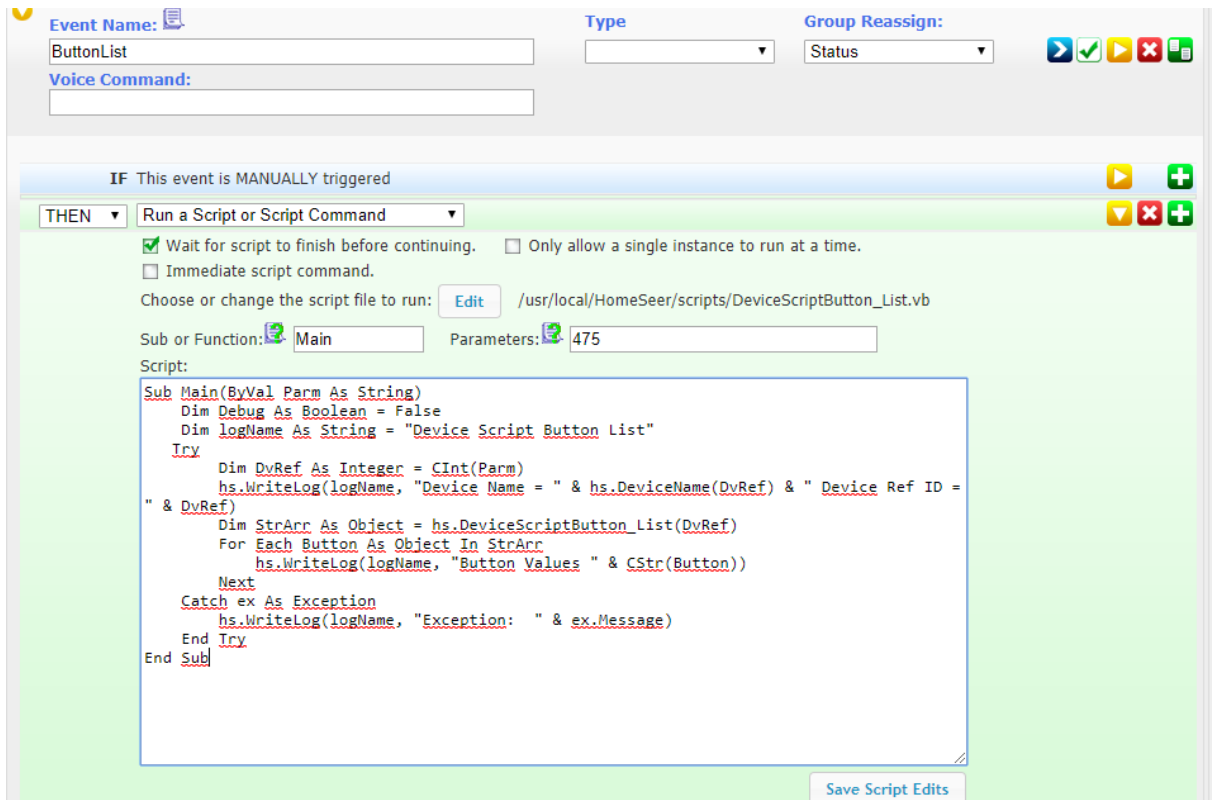 Event Name:
Type
Group Reassign:
ButtonList
Status
Voice Command:
IF This event is MANUALLY triggered
THEN Run a Script or Script Command
Wait for script to finish before continuing. Only allow a single instance to run at a time.
Immediate script command.
Choose or change the script file to run: Edit /usr/local/HomeSeer/scripts/DeviceScriptButton_List.vb
Sub or Function: Main Parameters: 475
Script:
Sub Main(ByVal Parm As String)
    Dim Debug As Boolean = False
    Dim logName As String = "Device Script Button List"
   Try
        Dim DvRef As Integer = CInt(Parm)
        hs.WriteLog(logName, "Device Name = " & hs.DeviceName(DvRef) & " Device Ref ID =
" & DvRef)
        Dim StrArr As Object = hs.DeviceScriptButton_List(DvRef)
        For Each Button As Object In StrArr
            hs.WriteLog(logName, "Button Values " & CStr(Button))
        Next
    Catch ex As Exception
        hs.WriteLog(logName, "Exception:  " & ex.Message)
    End Try
End Sub
Save Script Edits